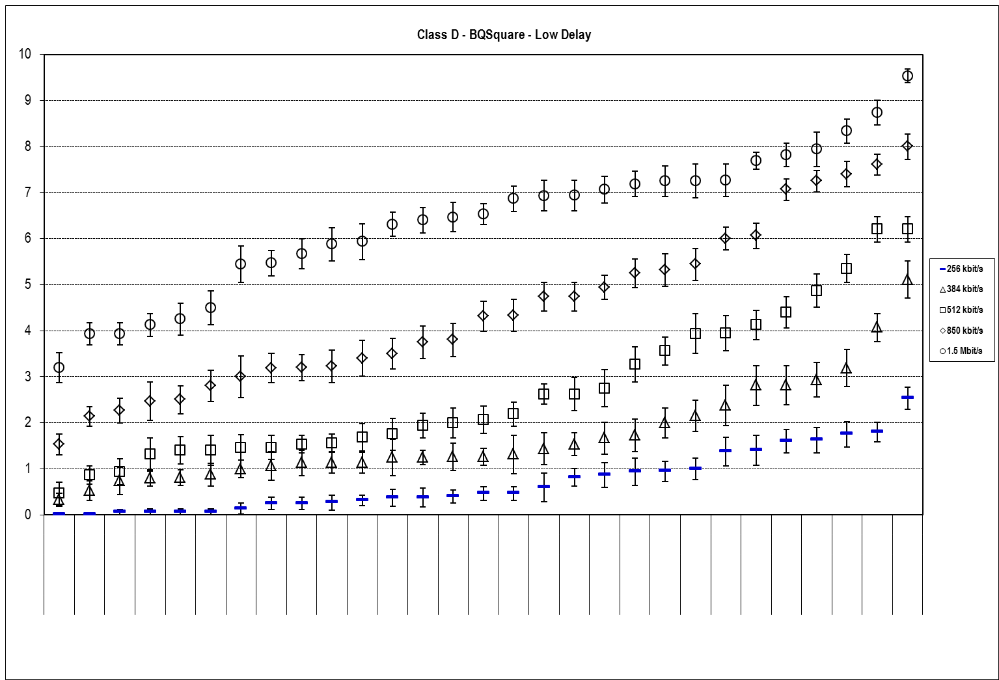 Class D - BQSquare - Low Delay
10
9
8
7
6
5
4
3
2
1
0
256 kbit/s
384 kbit/s
512 kbit/s
850 kbit/s
1.5 Mbit/s